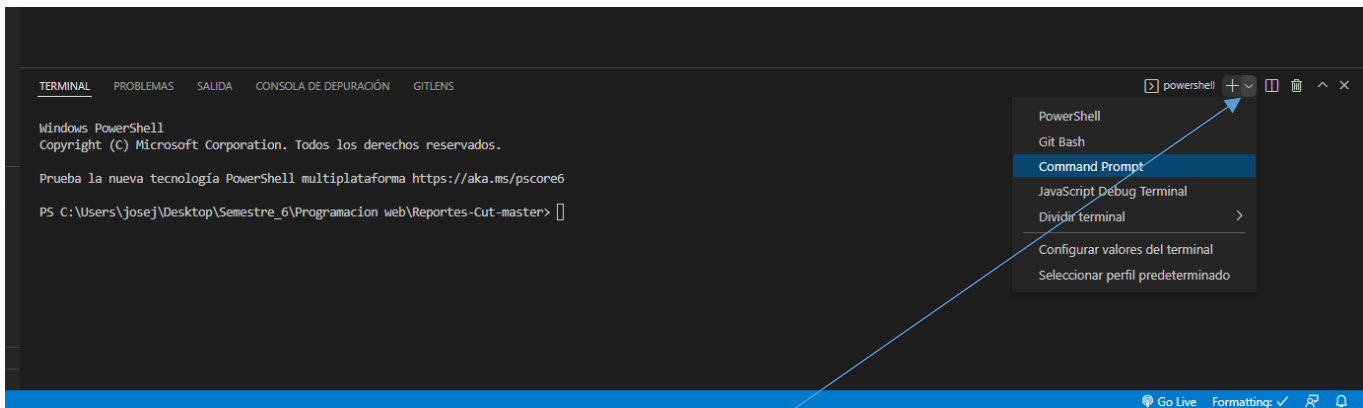 TERMINAL PROBLEMAS SALIDA CONSOLA DE DEPURACIÓN GITLENS
powershell
Windows PowerShell
Copyright (C) Microsoft Corporation. Todos los derechos reservados.
Prueba la nueva tecnología PowerShell multiplataforma https://aka.ms/pscore6
PS C:\Users\josej\Desktop\Semestre_6\Programacion web\Reportes-Cut-master>
PowerShell
Git Bash
Command Prompt
JavaScript Debug Terminal
Dividir terminal
Configurar valores del terminal
Seleccionar perfil predeterminado
Go Live Formatting: ✓